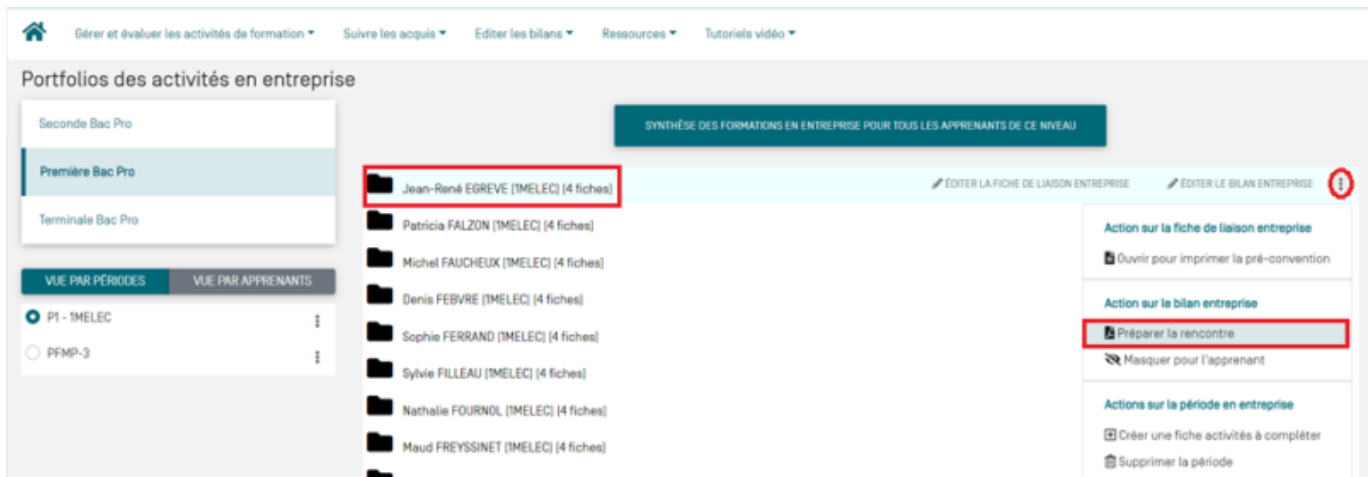 Gérer et évaluer les activités de formation Suivre les acquis Editer les bilans Ressources Tutoriels vidéo
Portfolios des activités en entreprise
Seconde Bac Pro
Première Bac Pro
Terminale Bac Pro
VUE PAR PÉRIODES VUE PAR APPRENANTS
P1 - 1MELEC
PFMP-3
SYNTHÈSE DES FORMATIONS EN ENTREPRISE POUR TOUS LES APPRENANTS DE CE NIVEAU
Jean-René EGREVE (1MELEC) (4 fiches) ÉDITER LA FICHE DE LIAISON ENTREPRISE ÉDITER LE BILAN ENTREPRISE
Patricia FALZON (1MELEC) (4 fiches)
Michel FAUCHEUX (1MELEC) (4 fiches)
Denis FEBVRE (1MELEC) (4 fiches)
Sophie FERRAND (1MELEC) (4 fiches)
Sylvie FILLEAU (1MELEC) (4 fiches)
Nathalie FOURNOL (1MELEC) (4 fiches)
Maud FREYSSINET (1MELEC) (4 fiches)
Action sur la fiche de liaison entreprise
Ouvrir pour imprimer la pré-convention
Action sur le bilan entreprise
Préparer la rencontre
Masquer pour l'apprenant
Actions sur la période en entreprise
Créer une fiche activités à compléter
Supprimer la période